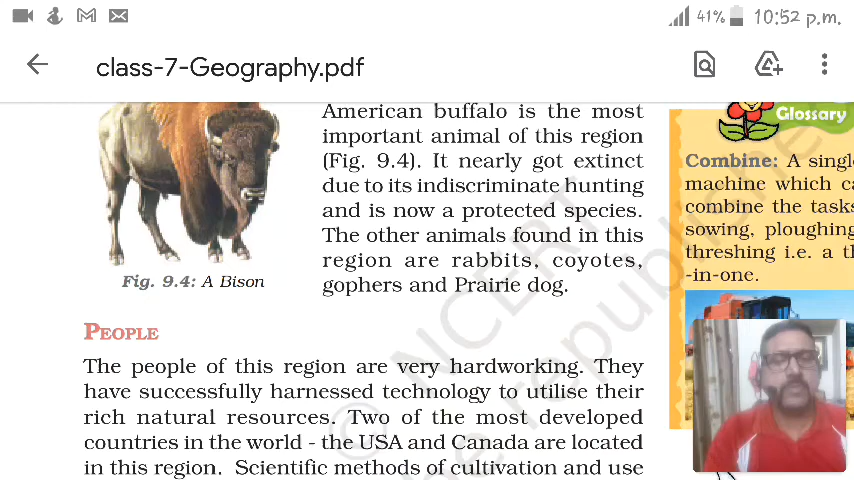 41% 10:52 p.m.
class-7-Geography.pdf
American buffalo is the most
important animal of this region
(Fig. 9.4). It nearly got extinct
due to its indiscriminate hunting
and is now a protected species.
The other animals found in this
region are rabbits, coyotes,
gophers and Prairie dog.
Fig. 9.4: A Bison
PEOPLE
The people of this region are very hardworking. They
have successfully harnessed technology to utilise their
rich natural resources. Two of the most developed
countries in the world - the USA and Canada are located
in this region. Scientific methods of cultivation and use
Glossary
Combine: A singl
machine which ca
combine the tasks
sowing, ploughing
threshing i.e. a th
-in-one.
© NCERT
be republishe